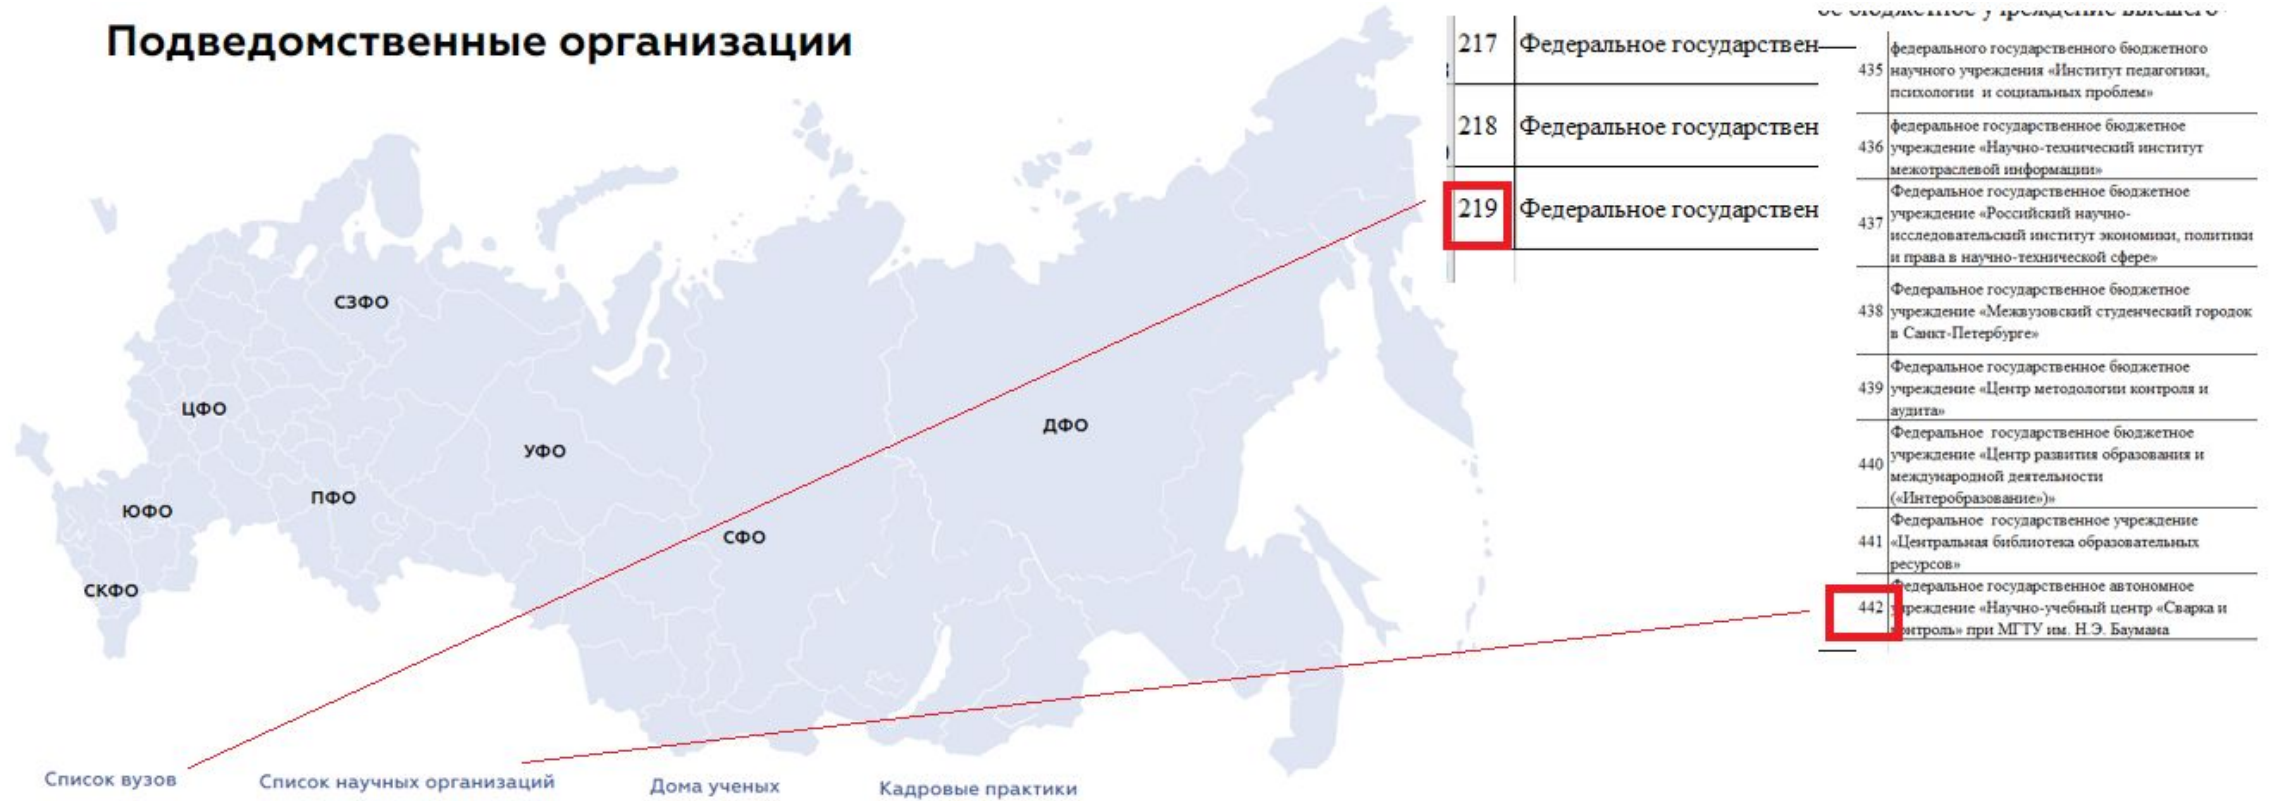 Подведомственные организации
СЗФО
ЦФО
УФО
ДФО
ПФО
ЮФО
СФО
СКФО
Список вузов
Список научных организаций
Дома ученых
Кадровые практики
217 Федеральное государствен
218 Федеральное государствен
219 Федеральное государствен
федерального государственного бюджетного
435 научного учреждения «Институт педагогики,
психологии и социальных проблем»
федеральное государственное бюджетное
436 учреждение «Научно-технический институт
межотраслевой информации»
Федеральное государственное бюджетное
учреждение «Российский научно-
437
исследовательский институт экономики, политики
и права в научно-технической сфере»
Федеральное государственное бюджетное
438 учреждение «Межвузовский студенческий городок
в Санкт-Петербурге»
Федеральное государственное бюджетное
439 учреждение «Центр методологии контроля и
аудита»
Федеральное государственное бюджетное
учреждение «Центр развития образования и
440
международной деятельности
(«Интеробразование»)»
Федеральное государственное учреждение
441 «Центральная библиотека образовательных
ресурсов»
Федеральное государственное автономное
442 учреждение «Научно-учебный центр «Сварка и
контроль» при МГТУ им. Н.Э. Баумана